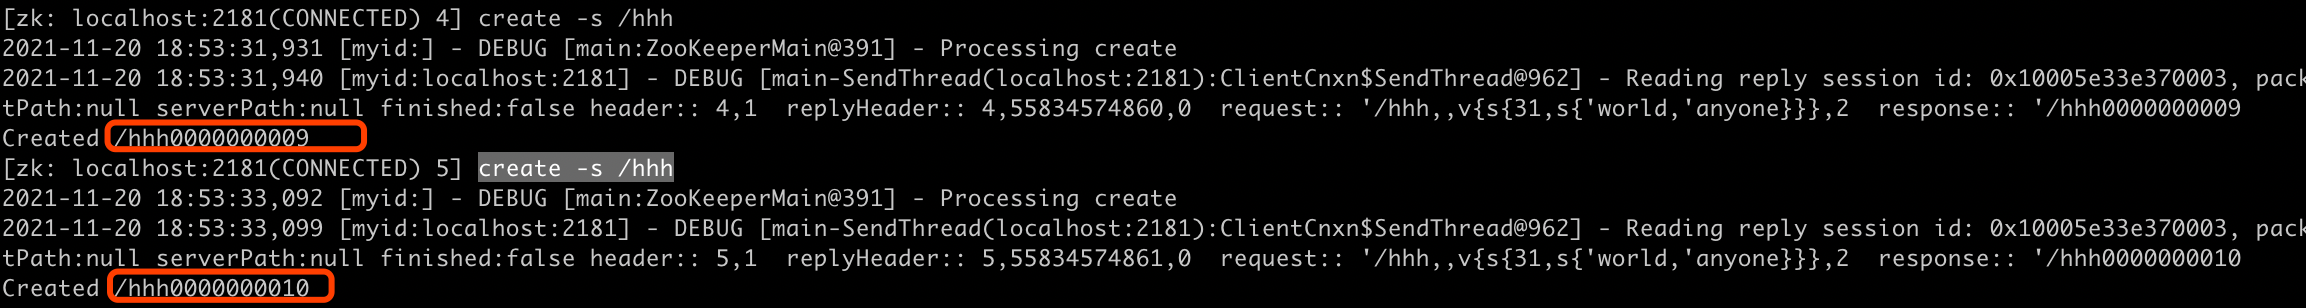 [zk: localhost:2181(CONNECTED) 4] create -s /hhh
2021-11-20 18:53:31,931 [myid:] - DEBUG [main:ZooKeeperMain@391] - Processing create
2021-11-20 18:53:31,940 [myid:localhost:2181] - DEBUG [main-SendThread(localhost:2181):ClientCnxn$SendThread@962] - Reading reply session id: 0x10005e33e370003, pack
tPath:null serverPath:null finished:false header:: 4,1  replyHeader:: 4,55834574860,0  request:: '/hhh,,v{s{31,s{'world,'anyone}}},2  response:: '/hhh0000000009
Created /hhh0000000009
[zk: localhost:2181(CONNECTED) 5] create -s /hhh
2021-11-20 18:53:33,092 [myid:] - DEBUG [main:ZooKeeperMain@391] - Processing create
2021-11-20 18:53:33,099 [myid:localhost:2181] - DEBUG [main-SendThread(localhost:2181):ClientCnxn$SendThread@962] - Reading reply session id: 0x10005e33e370003, pack
tPath:null serverPath:null finished:false header:: 5,1  replyHeader:: 5,55834574861,0  request:: '/hhh,,v{s{31,s{'world,'anyone}}},2  response:: '/hhh0000000010
Created /hhh0000000010